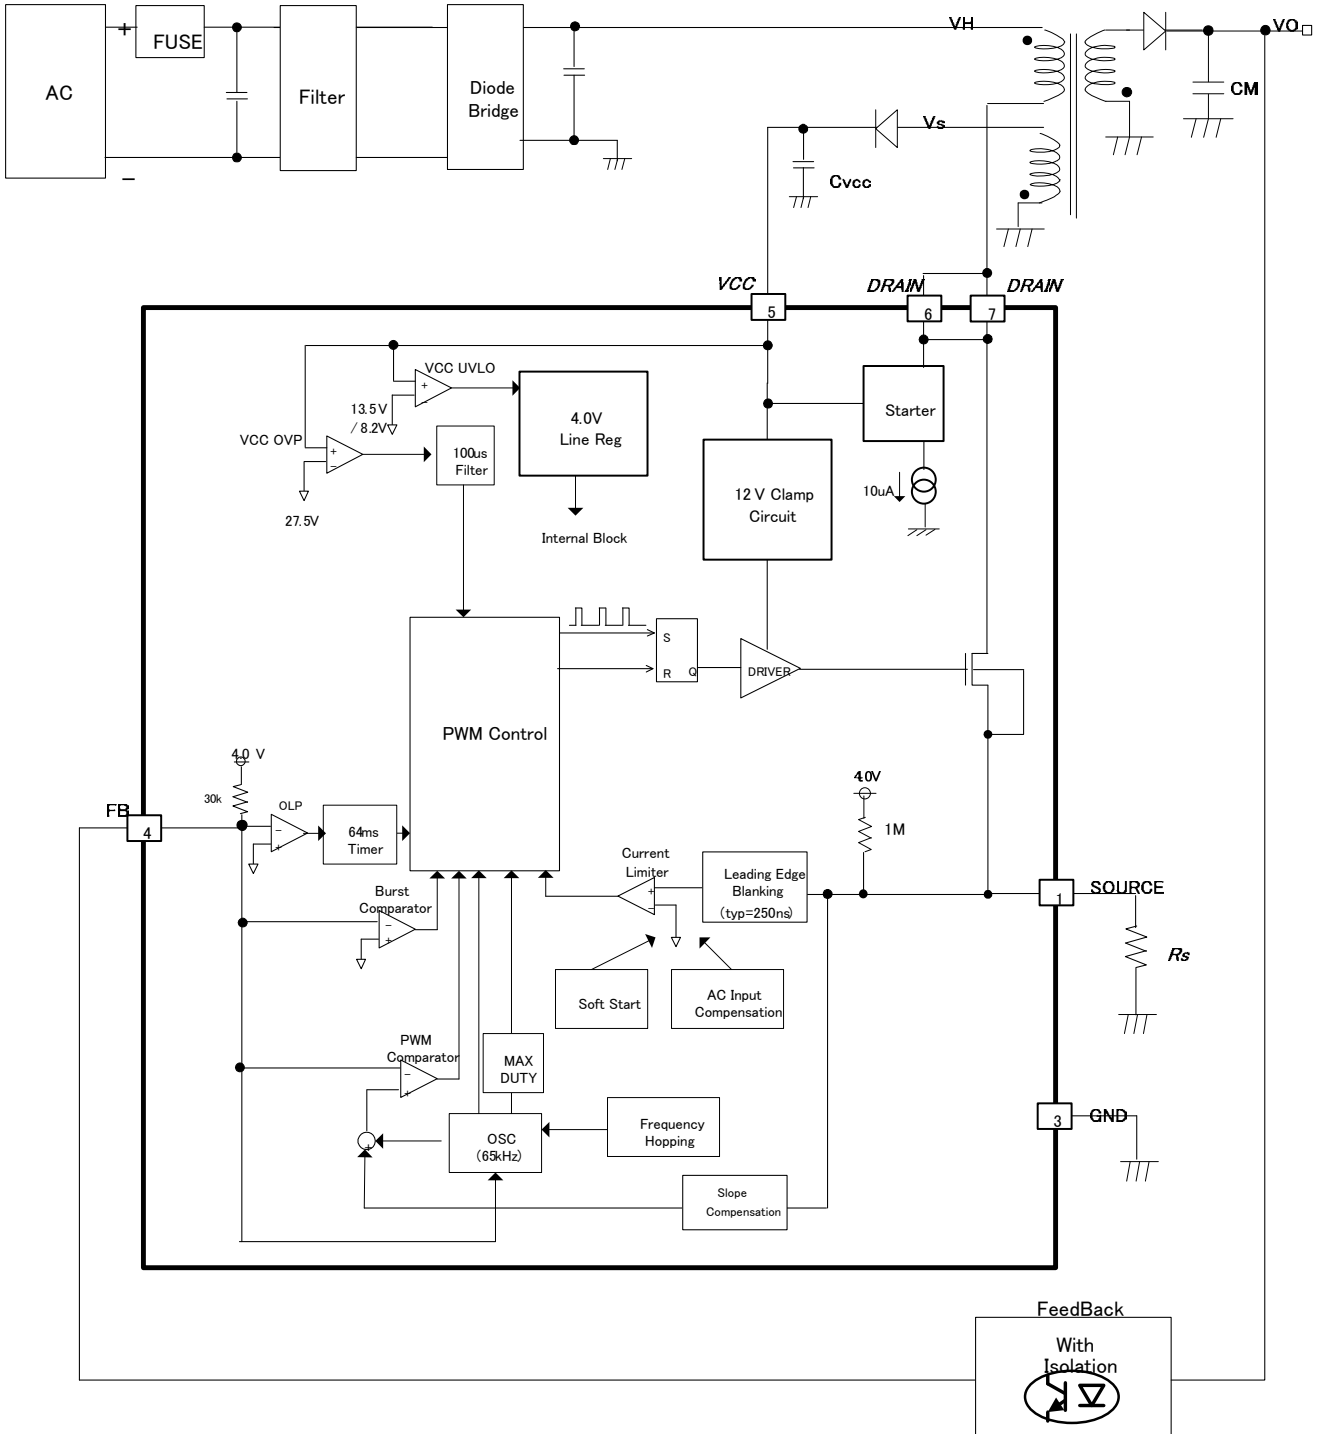 VH
VO
+
FUSE
AC
Filter
Diode
Bridge
CM
−
Vs
Cvcc
VCC
DRAIN
DRAIN
5
6
7
VCC UVLO
+
−
13.5V
/ 8.2V
4.0V
Line Reg
Starter
VCC OVP
+
−
100us
Filter
10uA
12V Clamp
Circuit
27.5V
Internal Block
S
R
Q
DRIVER
PWM Control
4.0 V
30k
FB
4
OLP
−
+
64ms
Timer
4.0V
1M
Current
Limiter
+
−
Leading Edge
Blanking
(typ=250ns)
1
SOURCE
Burst
Comparator
−
+
Rs
Soft Start
AC Input
Compensation
PWM
Comparator
−
+
MAX
DUTY
3
GND
+
OSC
(65kHz)
Frequency
Hopping
Slope
Compensation
FeedBack
With
Isolation